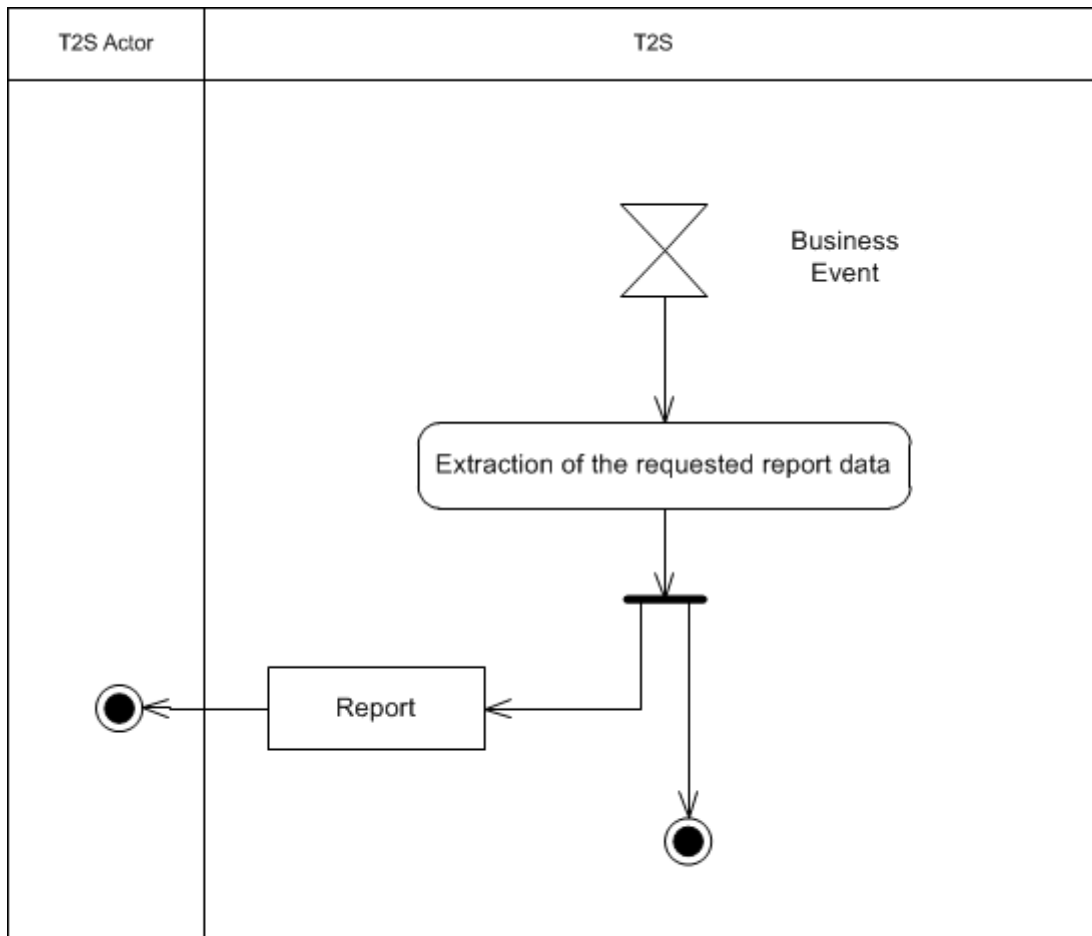 T2S Actor
T2S
Business
Event
Extraction of the requested report data
Report